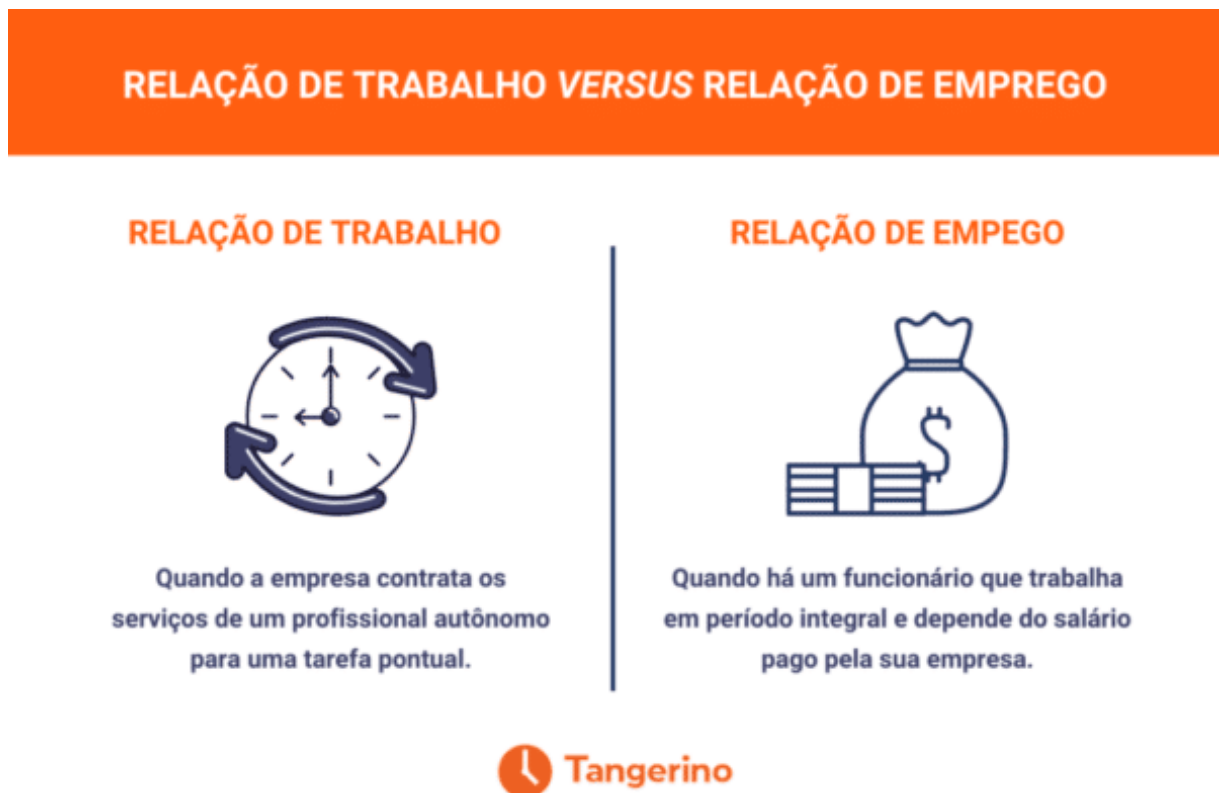 RELAÇÃO DE TRABALHO VERSUS RELAÇÃO DE EMPREGO
RELAÇÃO DE TRABALHO
Quando a empresa contrata os
serviços de um profissional autônomo
para uma tarefa pontual.
RELAÇÃO DE EMPEGO
$
Quando há um funcionário que trabalha
em período integral e depende do salário
pago pela sua empresa.
Tangerino